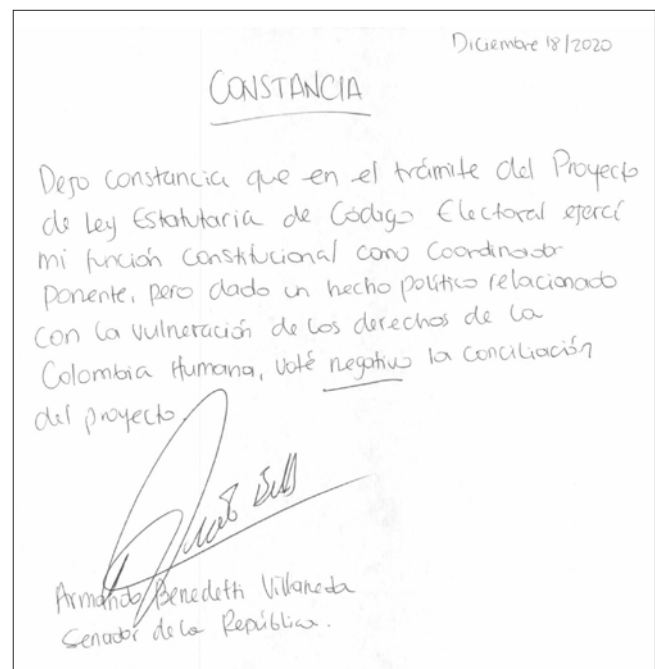 Diciembre 18/2020
CONSTANCIA
Dejo constancia que en el trámite del Proyecto
de Ley Estatutaria de Código Electoral ejercí
mi función constitucional como Coordinador
Ponente, pero dado un hecho político relacionado
con la vulneración de los derechos de la
Colombia Humana, voté negativo la conciliación
del proyecto.
Armando Benedetti Villaneda
Senador de la República.